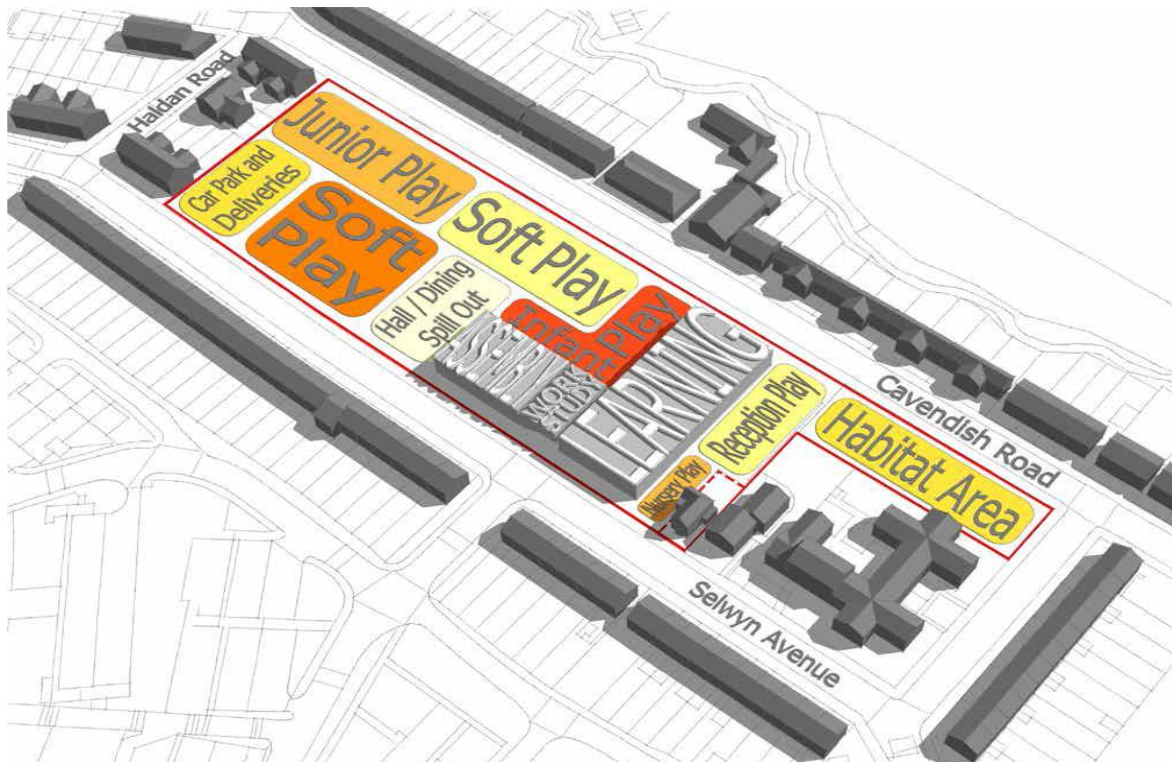 Haldan Road
Junior Play
Car Park and
Deliveries
Soft
Play
Soft Play
Hall / Dining
Spill Out
Infant
Play
ASSEMBLY
WORK
STUDY
LEARNING
Reception Play
Nursery Play
Habitat Area
Cavendish Road
Selwyn Avenue